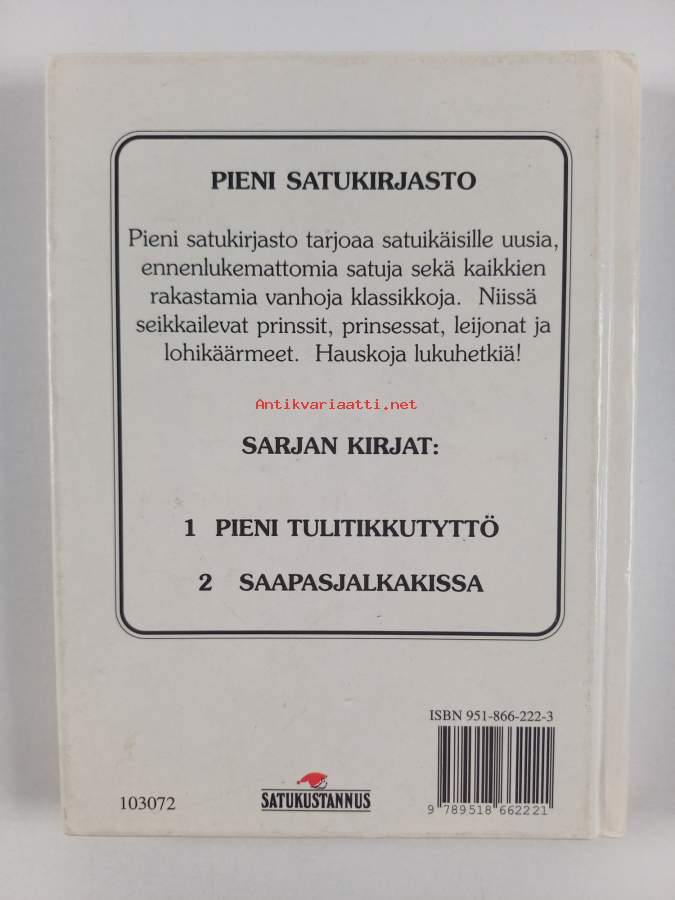 PIENI SATUKIRJASTO
Pieni satukirjasto tarjoaa satuikäisille uusia,
ennenlukemattomia satuja sekä kaikkien
rakastamia vanhoja klassikkoja. Niissä
seikkailevat prinssit, prinsessat, leijonat ja
lohikäärmeet. Hauskoja lukuhetkiä!
Antikvariaatti.net
SARJAN KIRJAT:
1 PIENI TULITIKKUTYTTÖ
2 SAAPASJALKAKISSA
ISBN 951-866-222-3
9 789518 662221
103072
SATUKUSTANNUS